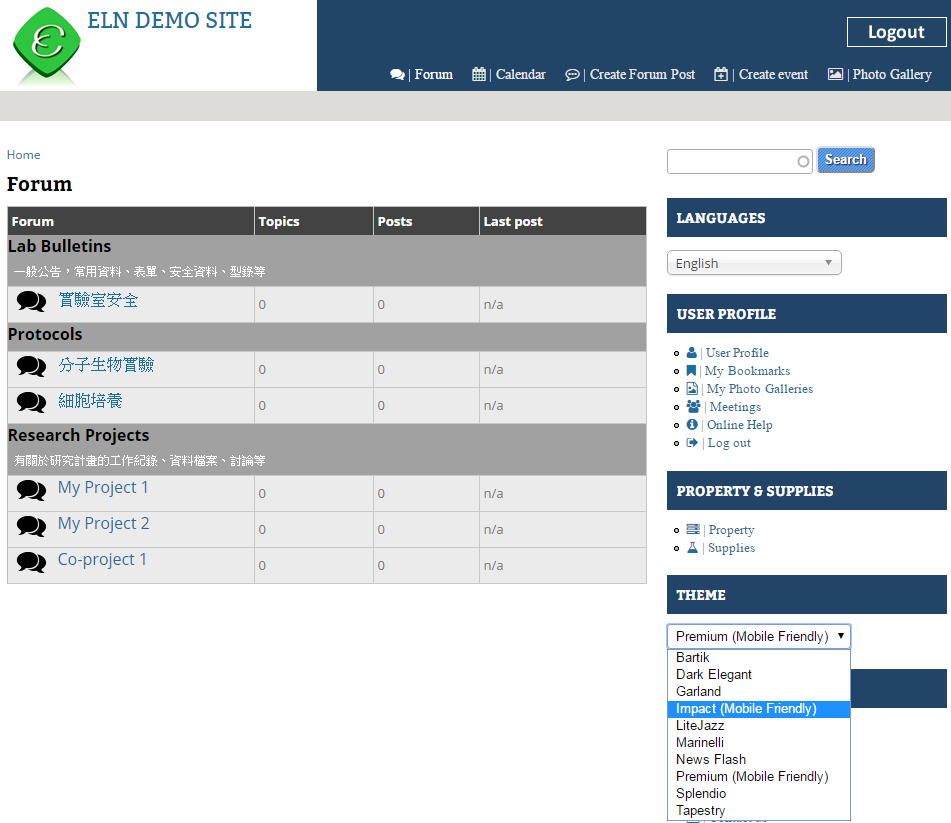 ELN DEMO SITE
Logout
| Forum | Calendar | Create Forum Post | Create event | Photo Gallery
Home
Forum
Forum Topics Posts Last post
Lab Bulletins
一般公告，常用資料、表單、安全資料、型錄等
實驗室安全 0 0 n/a
Protocols
分子生物實驗 0 0 n/a
細胞培養 0 0 n/a
Research Projects
有關於研究計畫的工作紀錄、資料檔案、討論等
My Project 1 0 0 n/a
My Project 2 0 0 n/a
Co-project 1 0 0 n/a
Search
LANGUAGES
English
USER PROFILE
| User Profile
| My Bookmarks
| My Photo Galleries
| Meetings
| Online Help
| Log out
PROPERTY & SUPPLIES
| Property
| Supplies
THEME
Premium (Mobile Friendly)
Bartik
Dark Elegant
Garland
Impact (Mobile Friendly)
LiteJazz
Marinelli
News Flash
Premium (Mobile Friendly)
Splendio
Tapestry